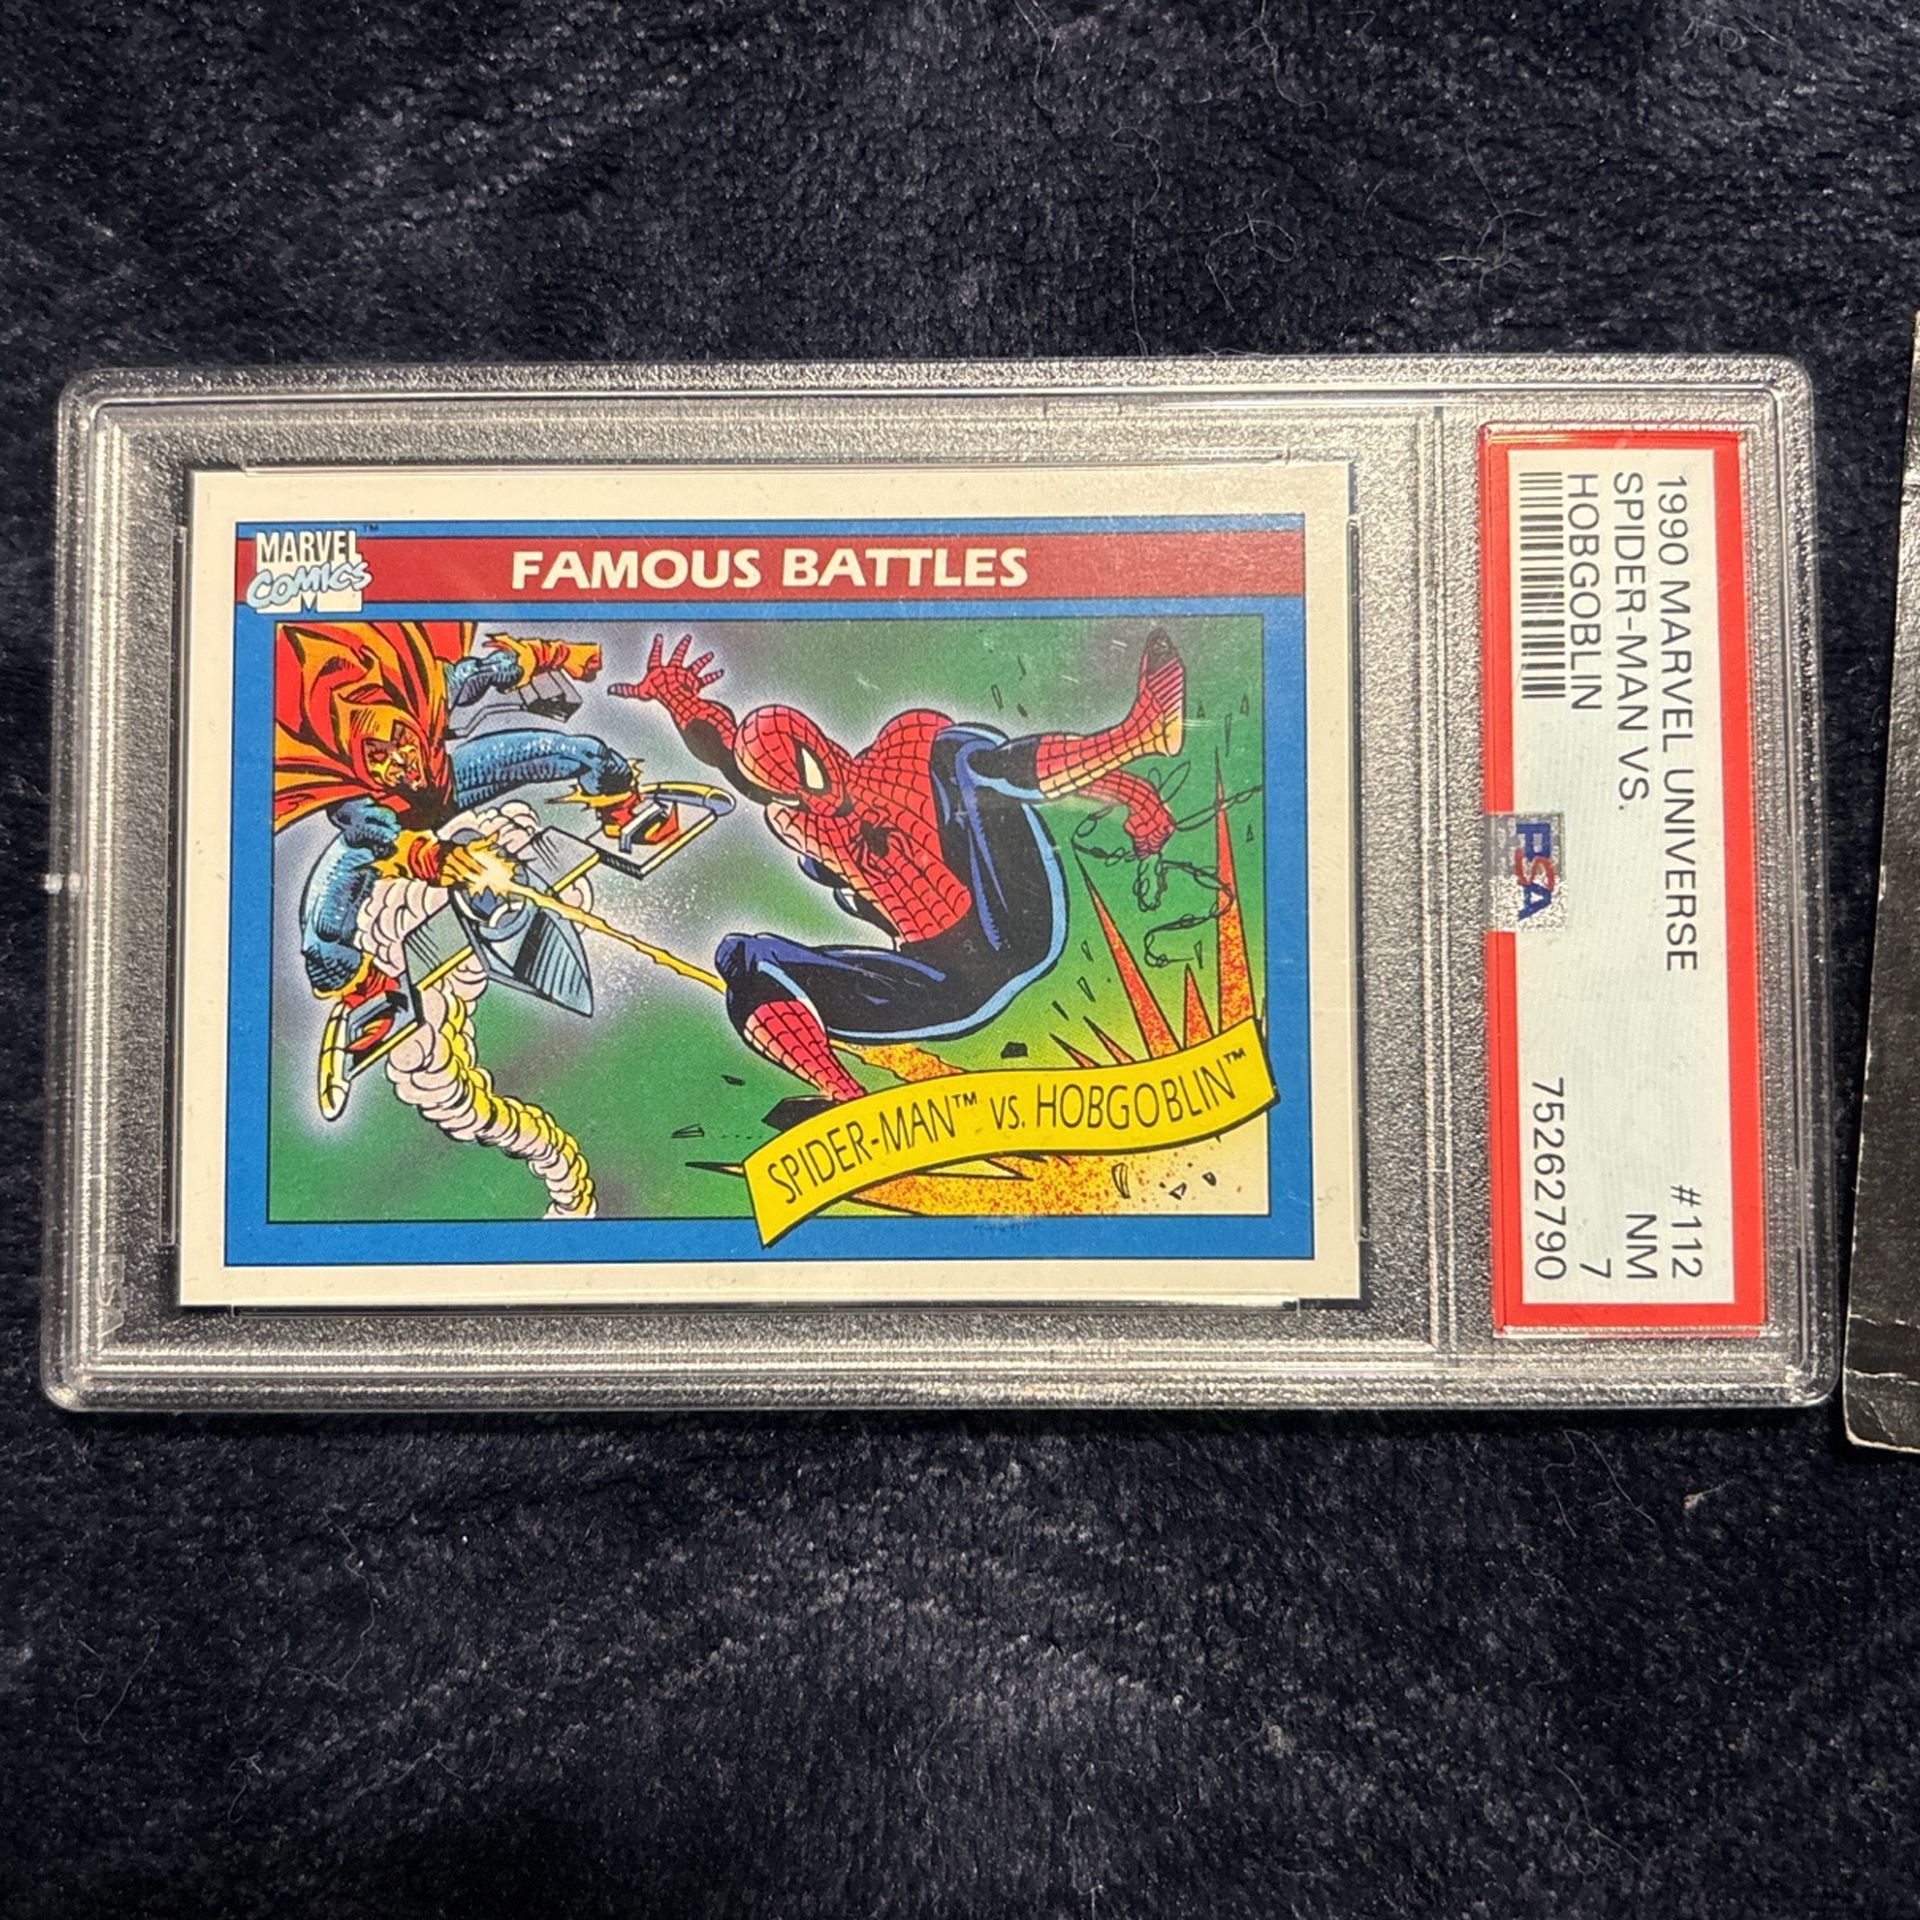 MARVEL™
COMICS
M
FAMOUS BATTLES
SPIDER-MAN™ VS. HOBGOBLIN™
1990 MARVEL UNIVERSE #112
SPIDER-MAN VS. NM
HOBGOBLIN 7
75262790
PSA